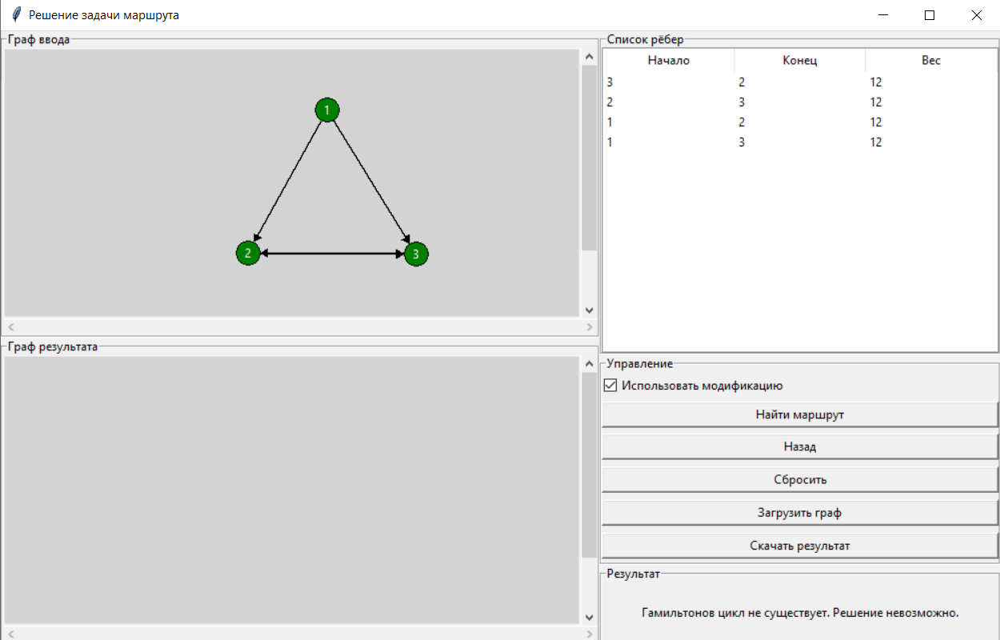 Решение задачи маршрута
Граф ввода
1
2
3
Граф результата
Список рёбер
Начало Конец Вес
3 2 12
2 3 12
1 2 12
1 3 12
Управление
Использовать модификацию
Найти маршрут
Назад
Сбросить
Загрузить граф
Скачать результат
Результат
Гамильтонов цикл не существует. Решение невозможно.